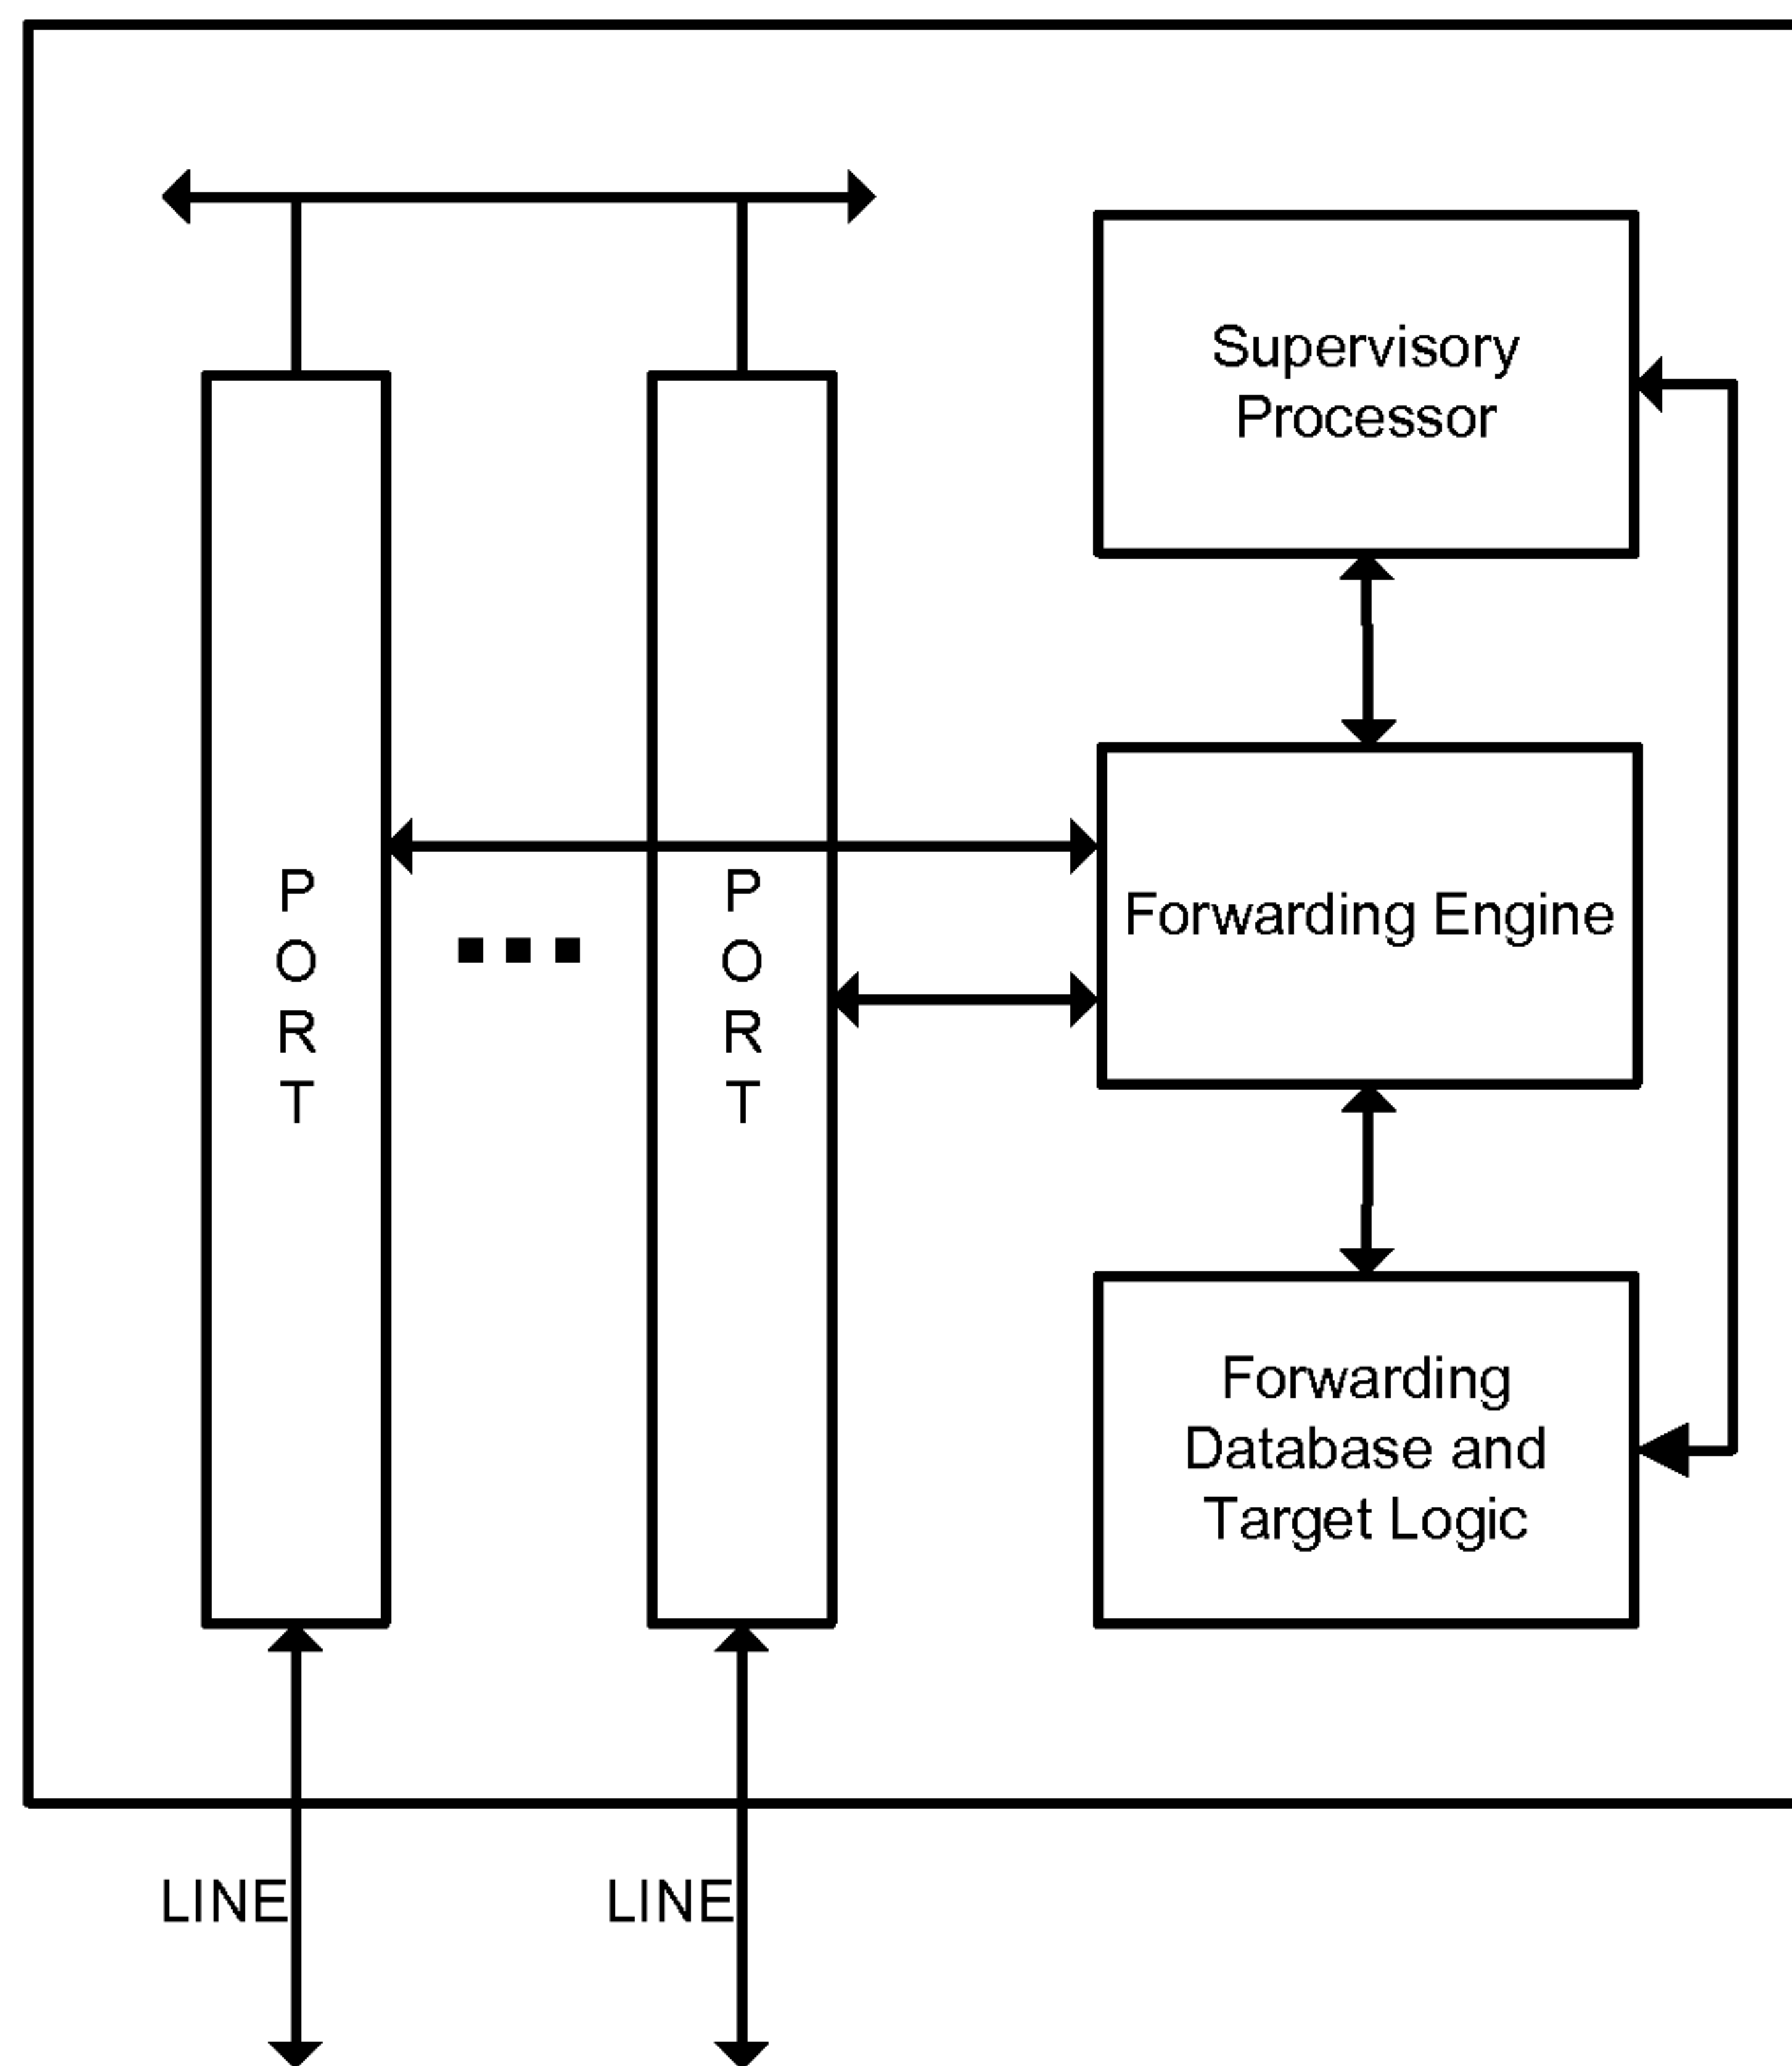 Supervisory
Processor
P
O
R
T
P
O
R
T
Forwarding Engine
Forwarding
Database and
Target Logic
LINE
LINE